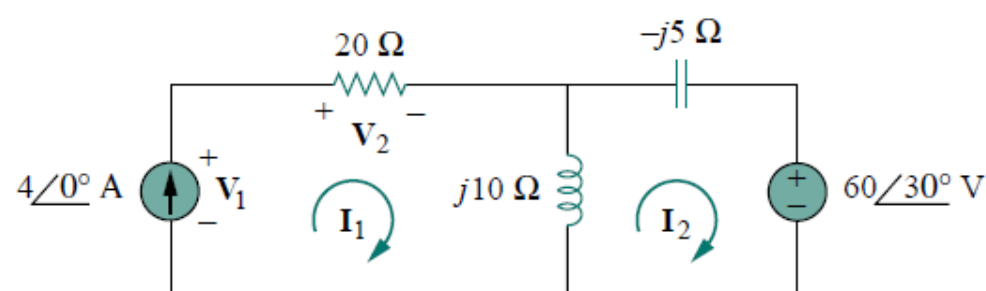 20 Ω
–j5 Ω
+ V₂ –
4/0° A
+ V₁ –
I₁
j10 Ω
I₂
+ –
60/30° V